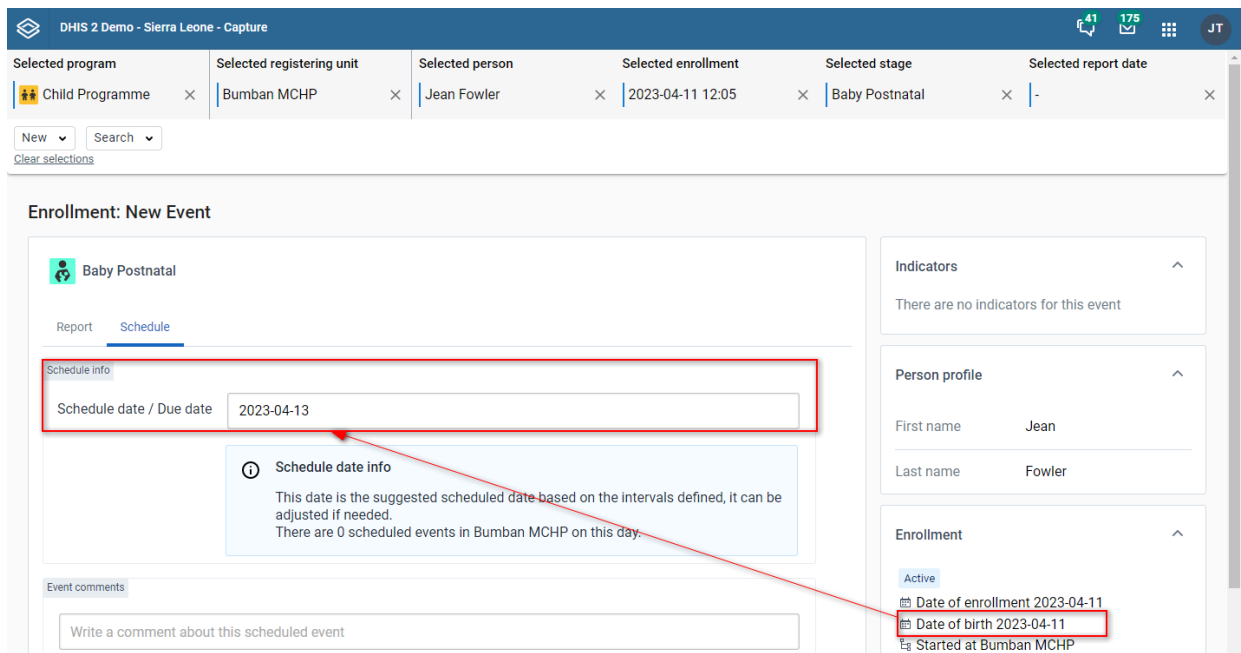 DHIS 2 Demo - Sierra Leone - Capture
41
175
JT
Selected program
Selected registering unit
Selected person
Selected enrollment
Selected stage
Selected report date
Child Programme
Bumban MCHP
Jean Fowler
2023-04-11 12:05
Baby Postnatal
-
New
Search
Clear selections
Enrollment: New Event
Baby Postnatal
Report
Schedule
Schedule info
Schedule date / Due date
2023-04-13
Schedule date info
This date is the suggested scheduled date based on the intervals defined, it can be
adjusted if needed.
There are 0 scheduled events in Bumban MCHP on this day.
Event comments
Write a comment about this scheduled event
Indicators
There are no indicators for this event
Person profile
First name
Jean
Last name
Fowler
Enrollment
Active
Date of enrollment 2023-04-11
Date of birth 2023-04-11
Started at Bumban MCHP